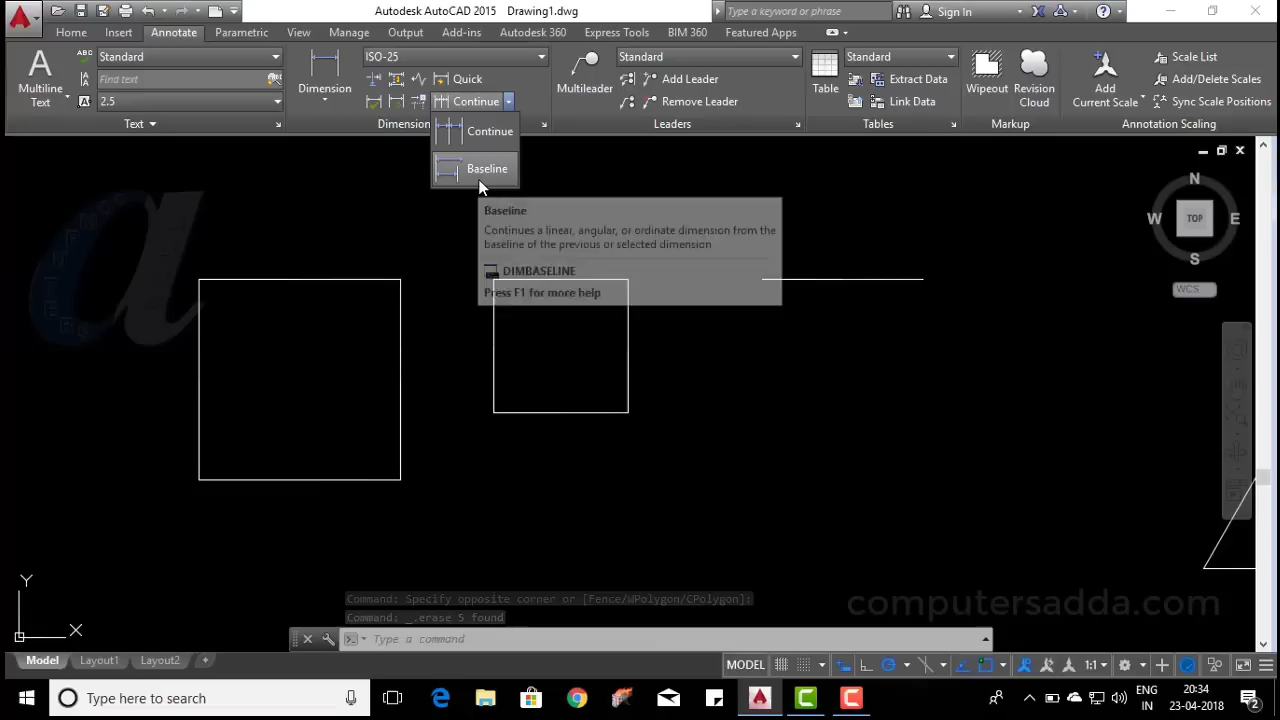 Autodesk AutoCAD 2015 Drawing1.dwg
Type a keyword or phrase
Sign In
Home Insert Annotate Parametric View Manage Output Add-ins Autodesk 360 Express Tools BIM 360 Featured Apps
Multiline
Text
ABC
Standard
Find text
2.5
Text
Dimension
ISO-25
Quick
Continue
Dimension
Continue
Baseline
Multileader
Standard
Add Leader
Remove Leader
Leaders
Table
Standard
Extract Data
Link Data
Tables
Wipeout
Revision
Cloud
Markup
Add
Current Scale
Scale List
Add/Delete Scales
Sync Scale Positions
Annotation Scaling
Baseline
Continues a linear, angular, or ordinate dimension from the
baseline of the previous or selected dimension
DIMBASELINE
Press F1 for more help
N
W TOP E
S
WCS
Y
X
Command: Specify opposite corner or [Fence/WPolygon/CPolygon]:
Command: _.erase 5 found
Type a command
computersadda.com
Model Layout1 Layout2 +
MODEL
1:1
Type here to search
ENG
IN
20:34
23-04-2018
2